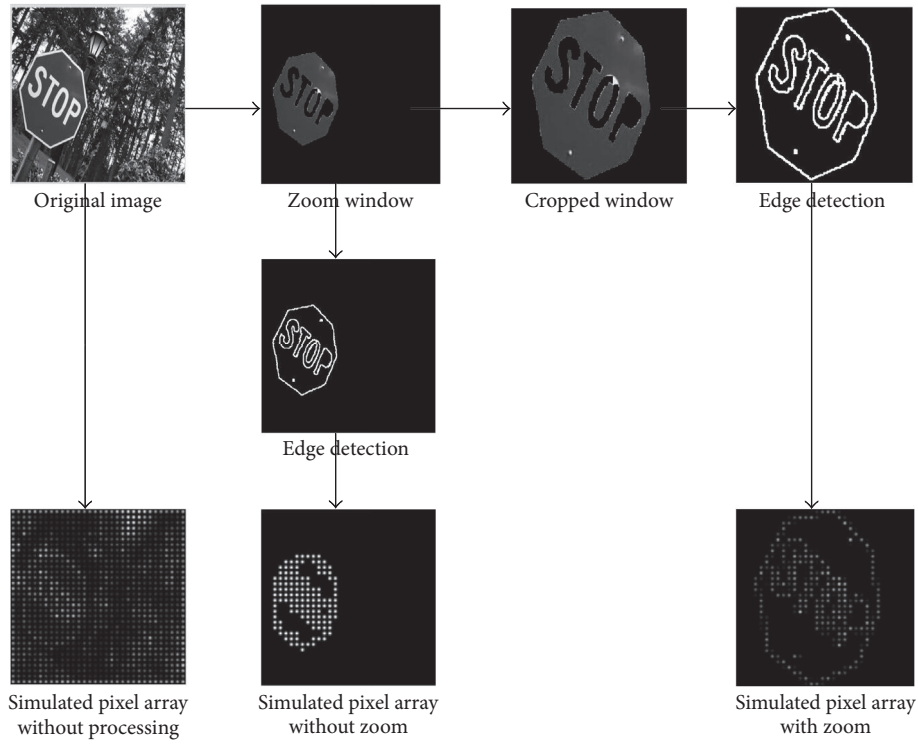 STOP
STOP
STOP
STOP
Original image
Zoom window
Cropped window
Edge detection
STOP
Edge detection
Simulated pixel array
without processing
Simulated pixel array
without zoom
Simulated pixel array
with zoom